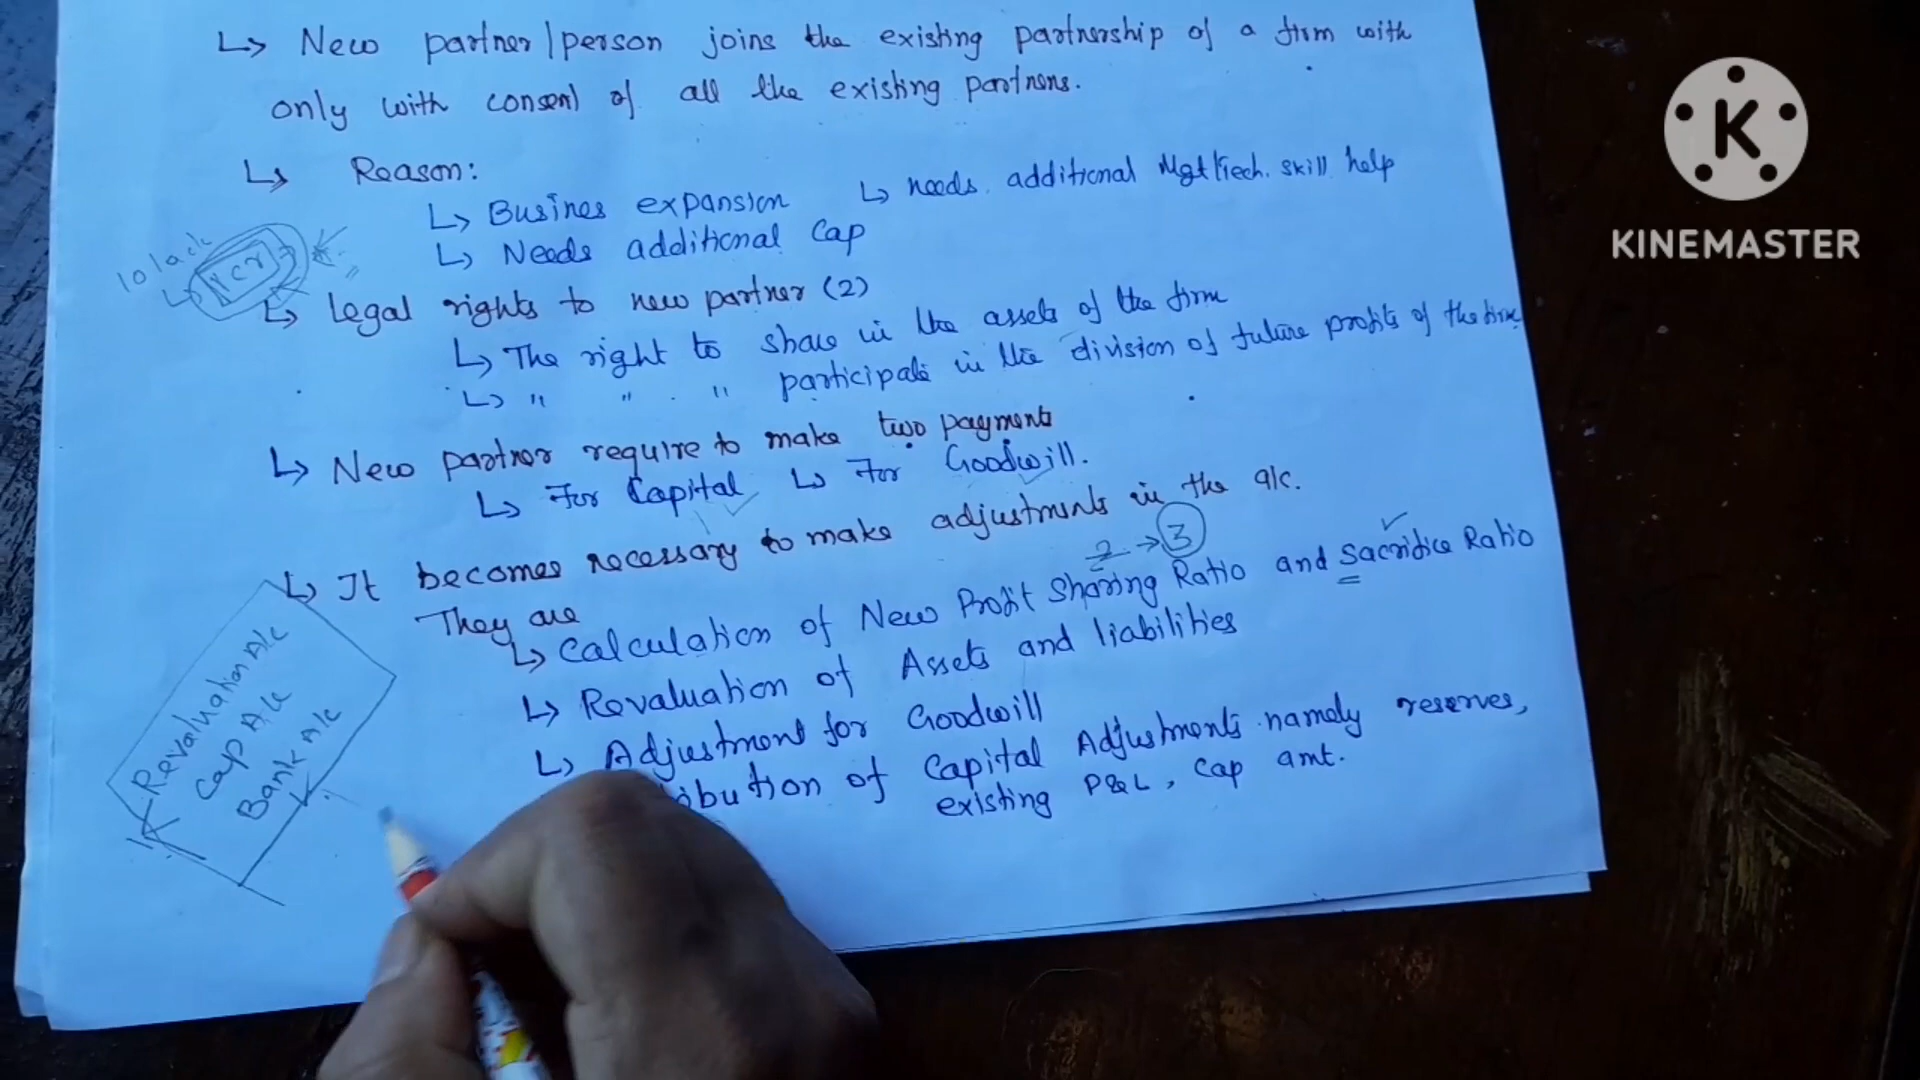 ↳ New partner/person joins the existing partnership of a firm with
only with consent of all the existing partners.
↳ Reason:
↳ Busines expansion ↳ needs additional Mgt/Tech. skill help
↳ Needs additional Cap
10 lack
1 cr
↳ Legal rights to new partner (2)
↳ The right to share in the assets of the firm
↳ " " " participate in the division of future profits of the firm
↳ New partner require to make two payments
↳ For Capital ↳ For Goodwill.
↳ It becomes necessary to make adjustments in the a/c.
2 → 3
They are
↳ Calculation of New Profit Sharing Ratio and Sacrifice Ratio
↳ Revaluation of Assets and liabilities
↳ Adjustment for Goodwill
of Capital Adjustments namely reserves,
existing P&L, Cap amt.
Revaluation A/c
Cap A/c
Bank A/c
K
KINEMASTER